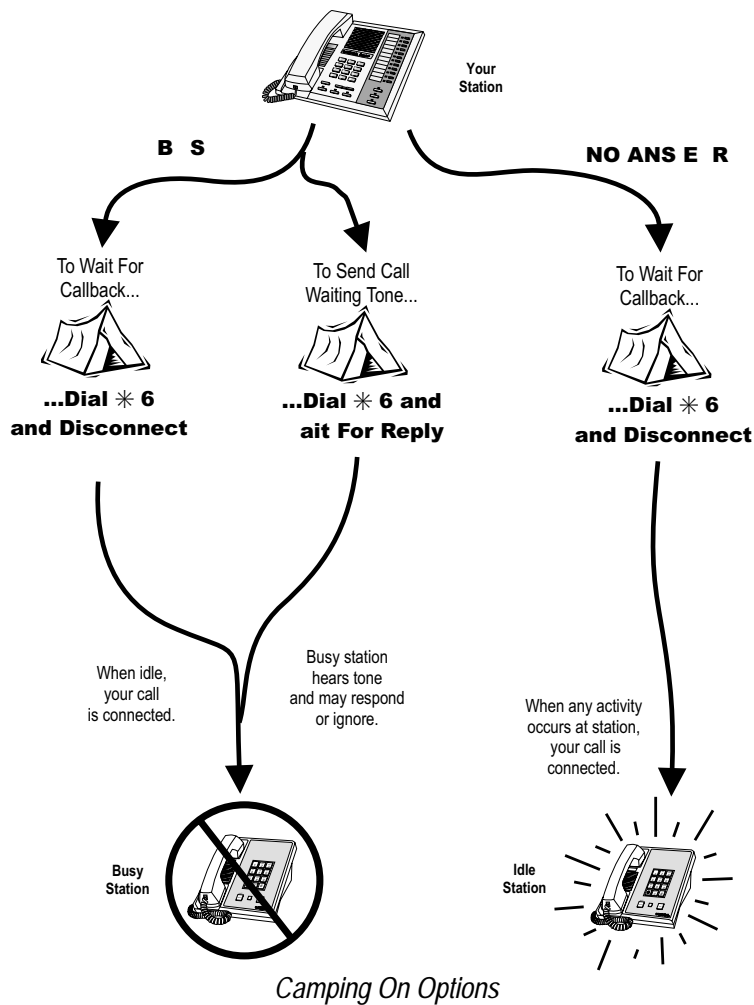 Your
Station
B S
NO ANS E R
To Wait For
Callback...
...Dial ✳ 6
and Disconnect
To Send Call
Waiting Tone...
...Dial ✳ 6 and
ait For Reply
To Wait For
Callback...
...Dial ✳ 6
and Disconnect
When idle,
your call
is connected.
Busy station
hears tone
and may respond
or ignore.
When any activity
occurs at station,
your call is
connected.
Busy
Station
Idle
Station
Camping On Options